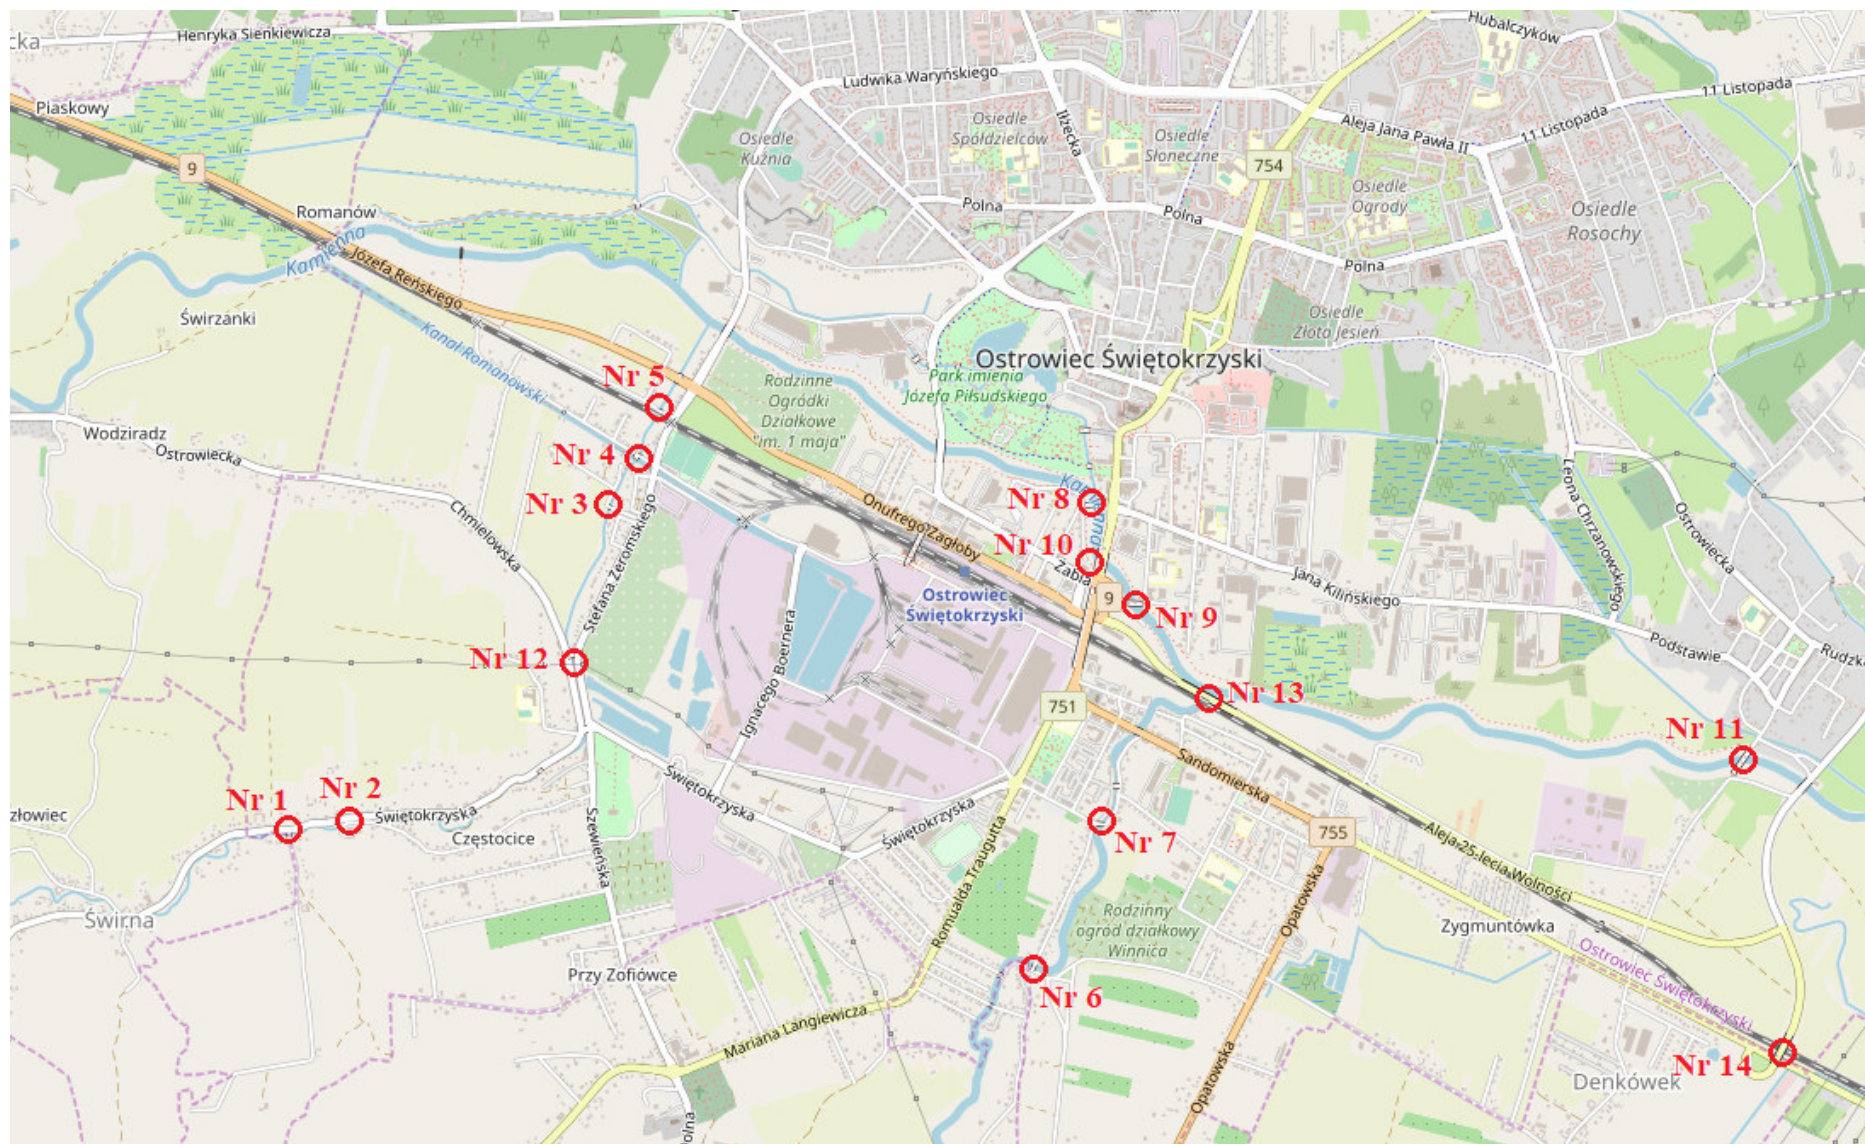 cka
Henryka Sienkiewicza
Hubalczyków
Ludwika Waryńskiego
11 Listopada
Piaskowy
Osiedle
Kuźnia
Osiedle
Spółdzielców
Iłżecka
Osiedle
Słoneczne
Aleja Jana Pawła II
11 Listopada
9
754
Osiedle
Ogrody
Romanów
Polna
Polna
Osiedle
Rosochy
Kamienna
Józefa Reńskiego
Polna
Świrzanki
Kanał Romanowski
Osiedle
Złota Jesień
Ostrowiec Świętokrzyski
Nr 5
Rodzinne
Ogródki
Działkowe
"im. 1 maja"
Park imienia
Józefa Piłsudskiego
Wodziradz
Ostrowiecka
Nr 4
Nr 3
Chmielowska
Stefana Żeromskiego
Onufrego Zagłoby
Nr 8
Kamienna
Nr 10
Żabia
Leona Chrzanowskiego
Ostrowiecka
Jana Kilińskiego
Ostrowiec
Świętokrzyski
9
Nr 9
Podstawie
Rudzk
Nr 12
Ignacego Boernera
751
Nr 13
Nr 11
Sandomierska
Świętokrzyska
złowiec
Nr 1
Nr 2
Świętokrzyska
Częstocice
Szewieńska
Świętokrzyska
Romualda Traugutta
Nr 7
755
Aleja 25-lecia Wolności
Świrna
Rodzinny
ogród działkowy
Winnica
Opatowska
Zygmuntówka
Przy Zofiówce
Nr 6
Ostrowiec Świętokrzyski
Mariana Langiewicza
Opatowska
Nr 14
Denkówek
olna